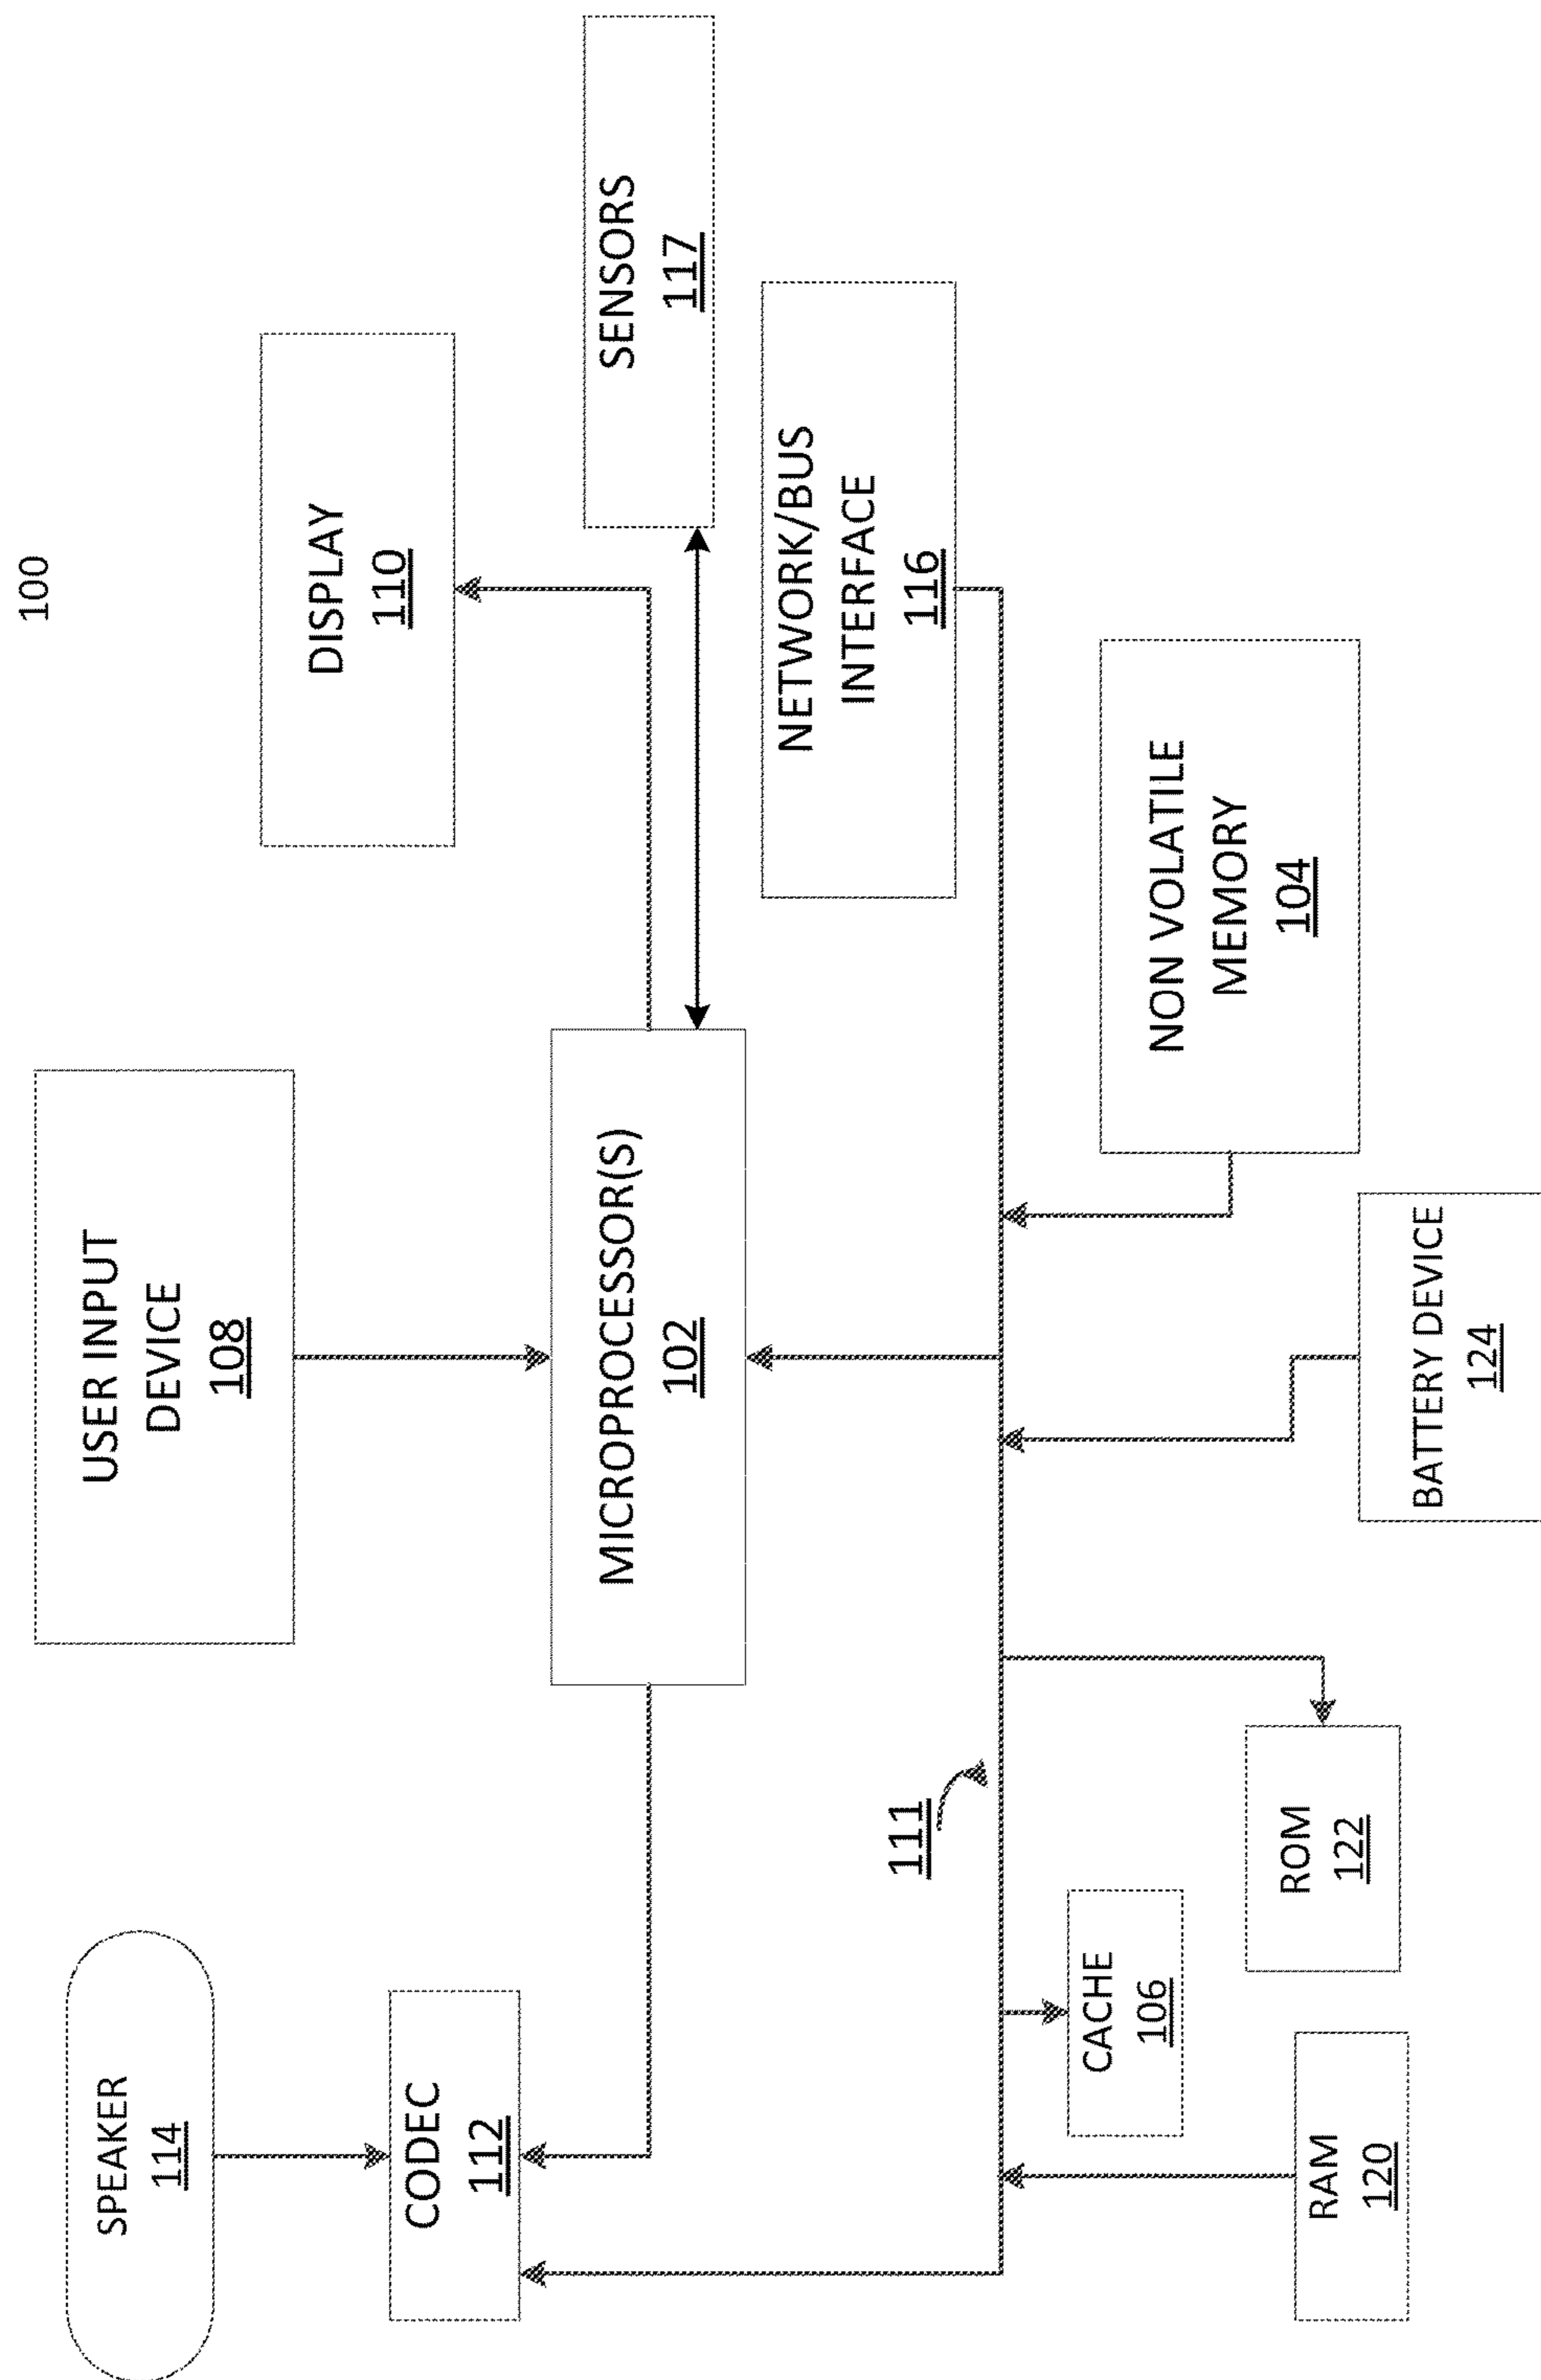 100
SPEAKER
114
USER INPUT
DEVICE
108
DISPLAY
110
CODEC
112
MICROPROCESSOR(S)
102
SENSORS
117
NETWORK/BUS
INTERFACE
116
111
CACHE
106
RAM
120
ROM
122
BATTERY DEVICE
124
NON VOLATILE
MEMORY
104